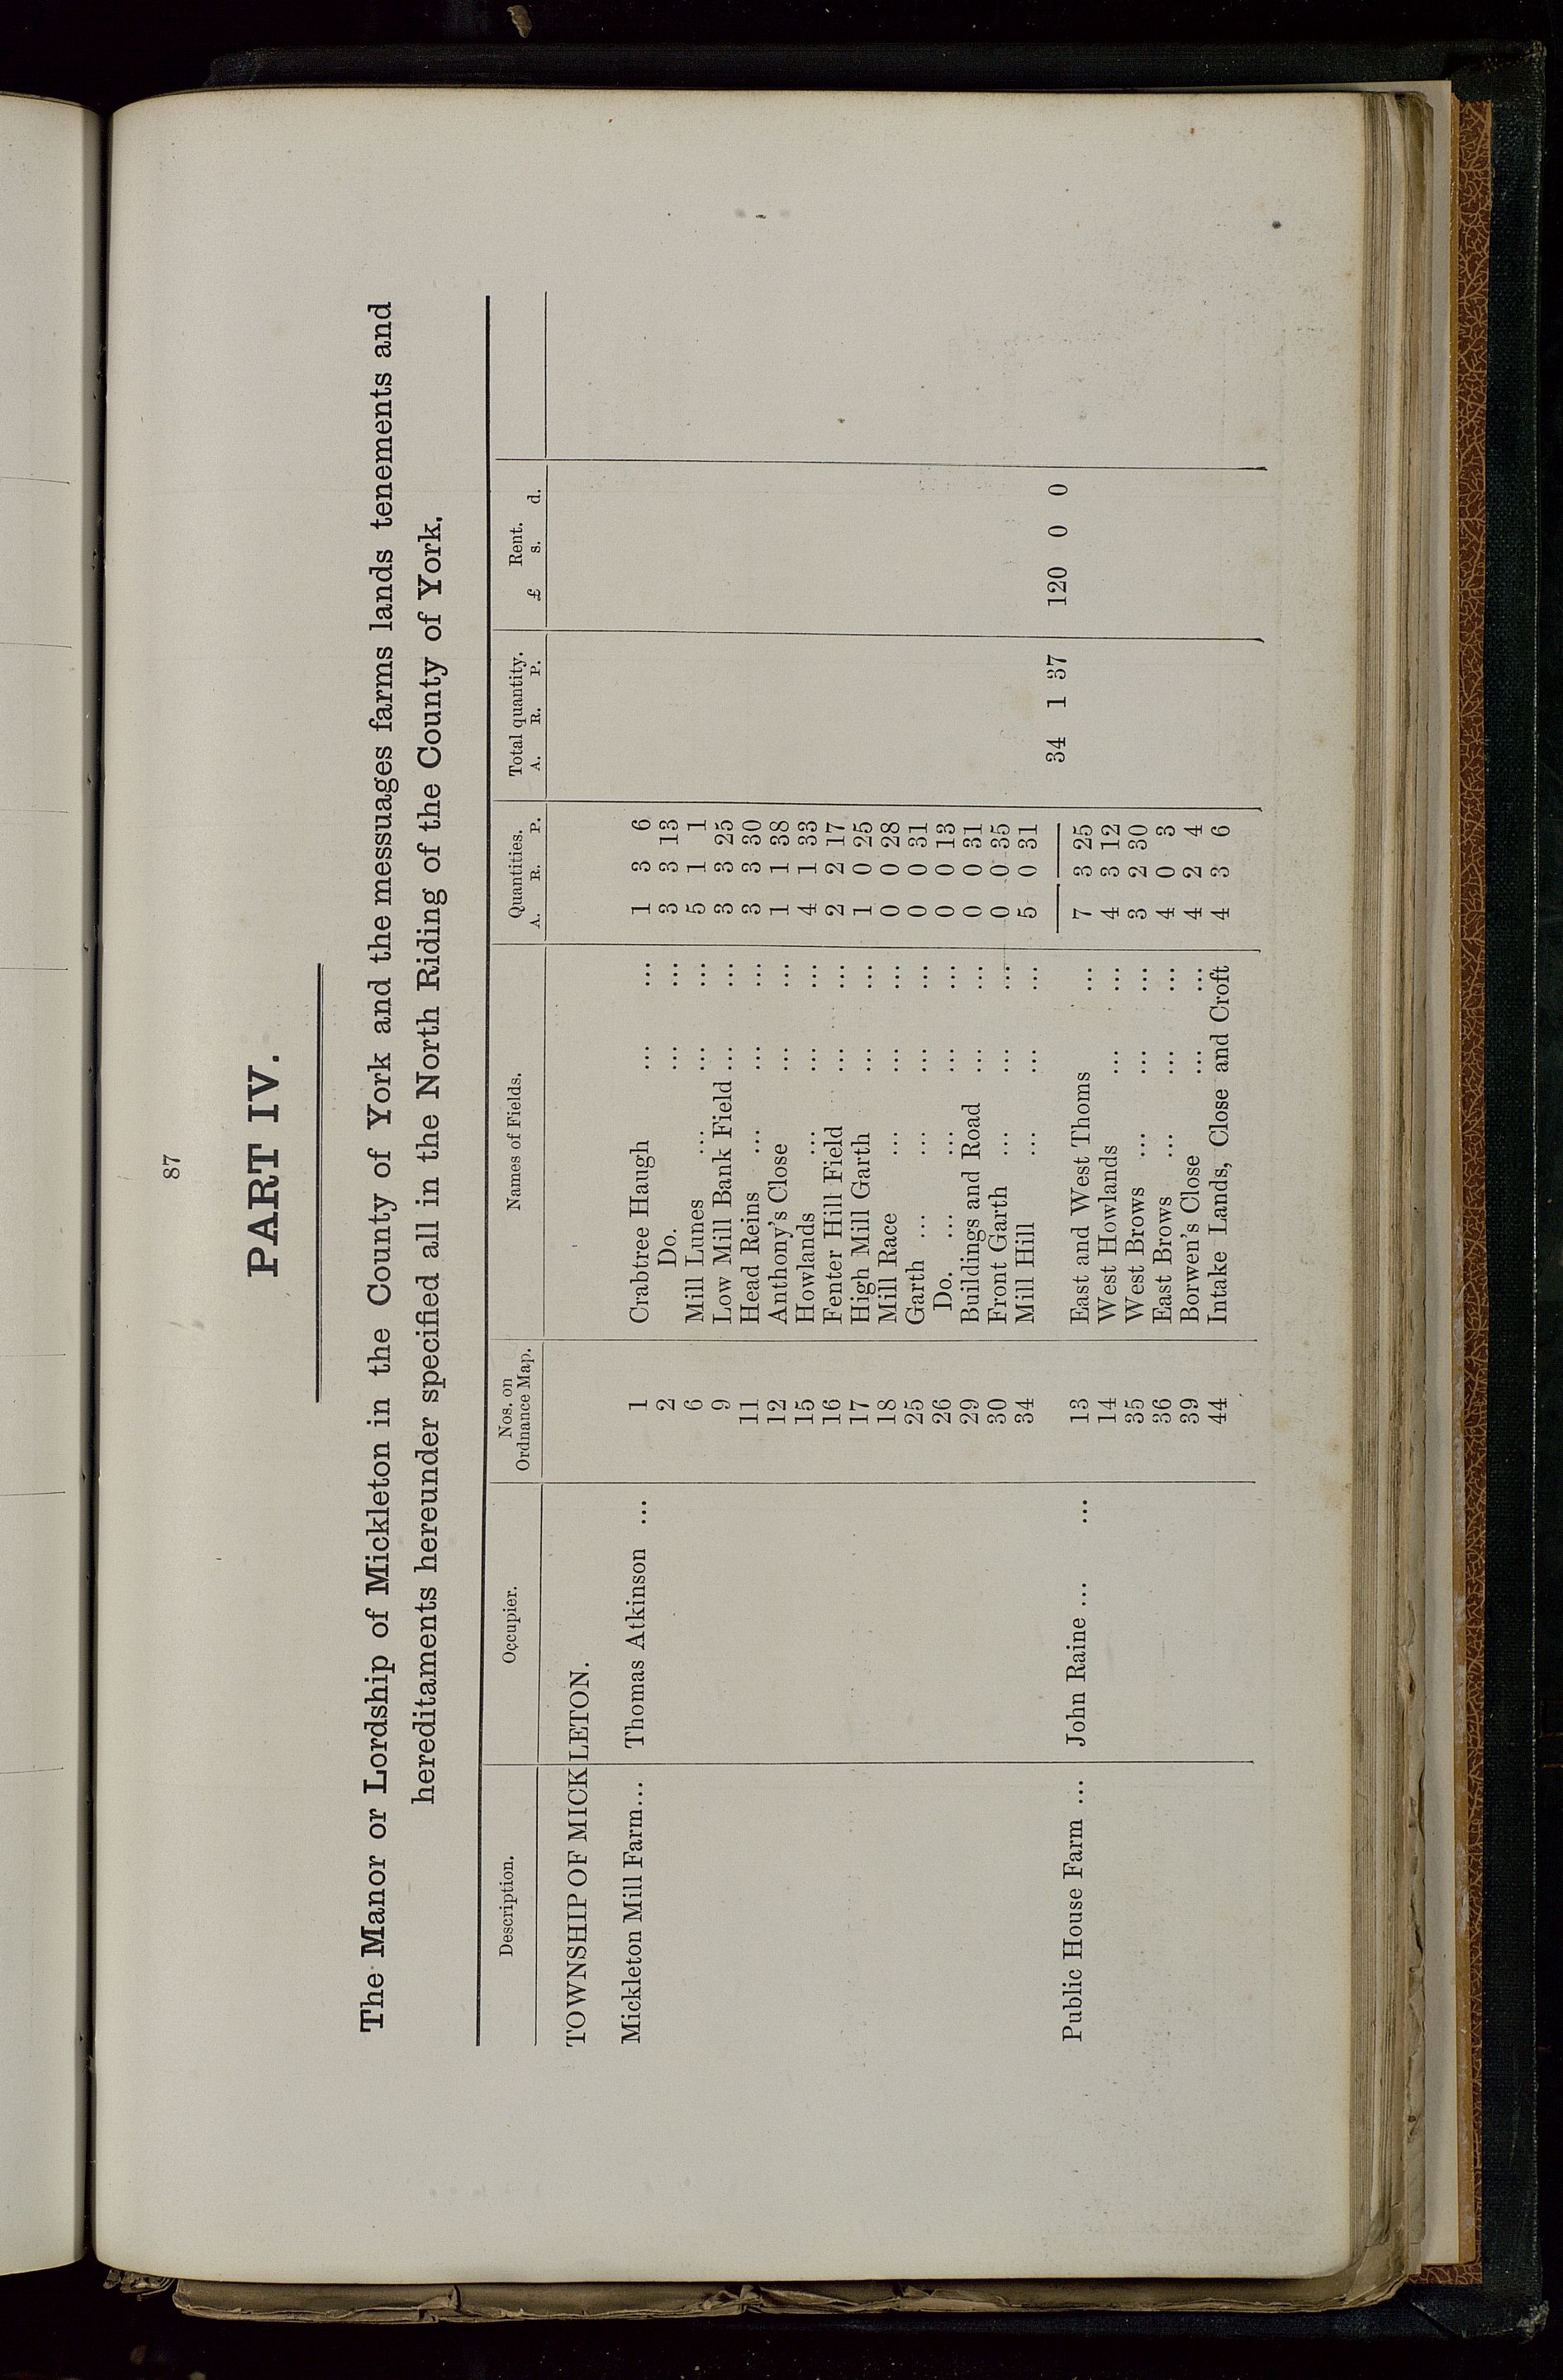 87
PART IV.
The Manor or Lordship of Mickleton in the County of York and the messuages farms lands tenements and
hereditaments hereunder specified all in the North Riding of the County of York.
Description. Occupier. Nos. on Ordnance Map. Names of Fields. Quantities. A. R. P. Total quantity. A. R. P. Rent. £ s. d.
TOWNSHIP OF MICKLETON.
Mickleton Mill Farm... Thomas Atkinson ... 1 Crabtree Haugh ... ... 1 3 6
2 Do. ... ... 3 3 13
6 Mill Lunes ... ... ... 5 1 1
9 Low Mill Bank Field ... ... 3 3 25
11 Head Reins ... ... ... 3 3 30
12 Anthony's Close ... ... 1 1 38
15 Howlands ... ... ... 4 1 33
16 Fenter Hill Field ... ... 2 2 17
17 High Mill Garth ... ... 1 0 25
18 Mill Race ... ... ... 0 0 28
25 Garth ... ... ... ... 0 0 31
26 Do. ... ... ... ... 0 0 13
29 Buildings and Road ... ... 0 0 31
30 Front Garth ... ... ... 0 0 35
34 Mill Hill ... ... ... 5 0 31
34 1 37 120 0 0
Public House Farm ... John Raine ... ... 13 East and West Thoms ... 7 3 25
14 West Howlands ... ... 4 3 12
35 West Brows ... ... ... 3 2 30
36 East Brows ... ... ... 4 0 3
39 Borwen's Close ... ... 4 2 4
44 Intake Lands, Close and Croft 4 3 6